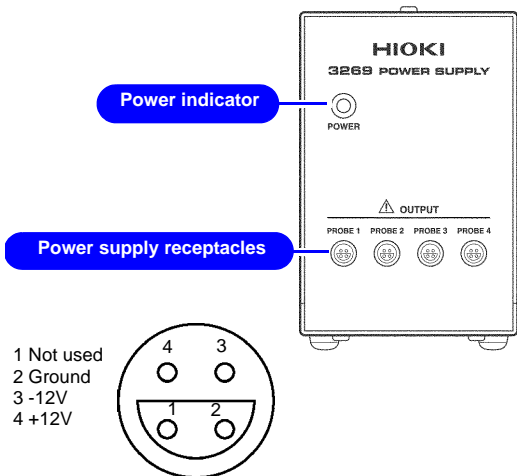 HIOKI
3269 POWER SUPPLY
Power indicator
POWER
⚠ OUTPUT
PROBE 1 PROBE 2 PROBE 3 PROBE 4
Power supply receptacles
1 Not used
2 Ground
3 -12V
4 +12V
4 3
1 2